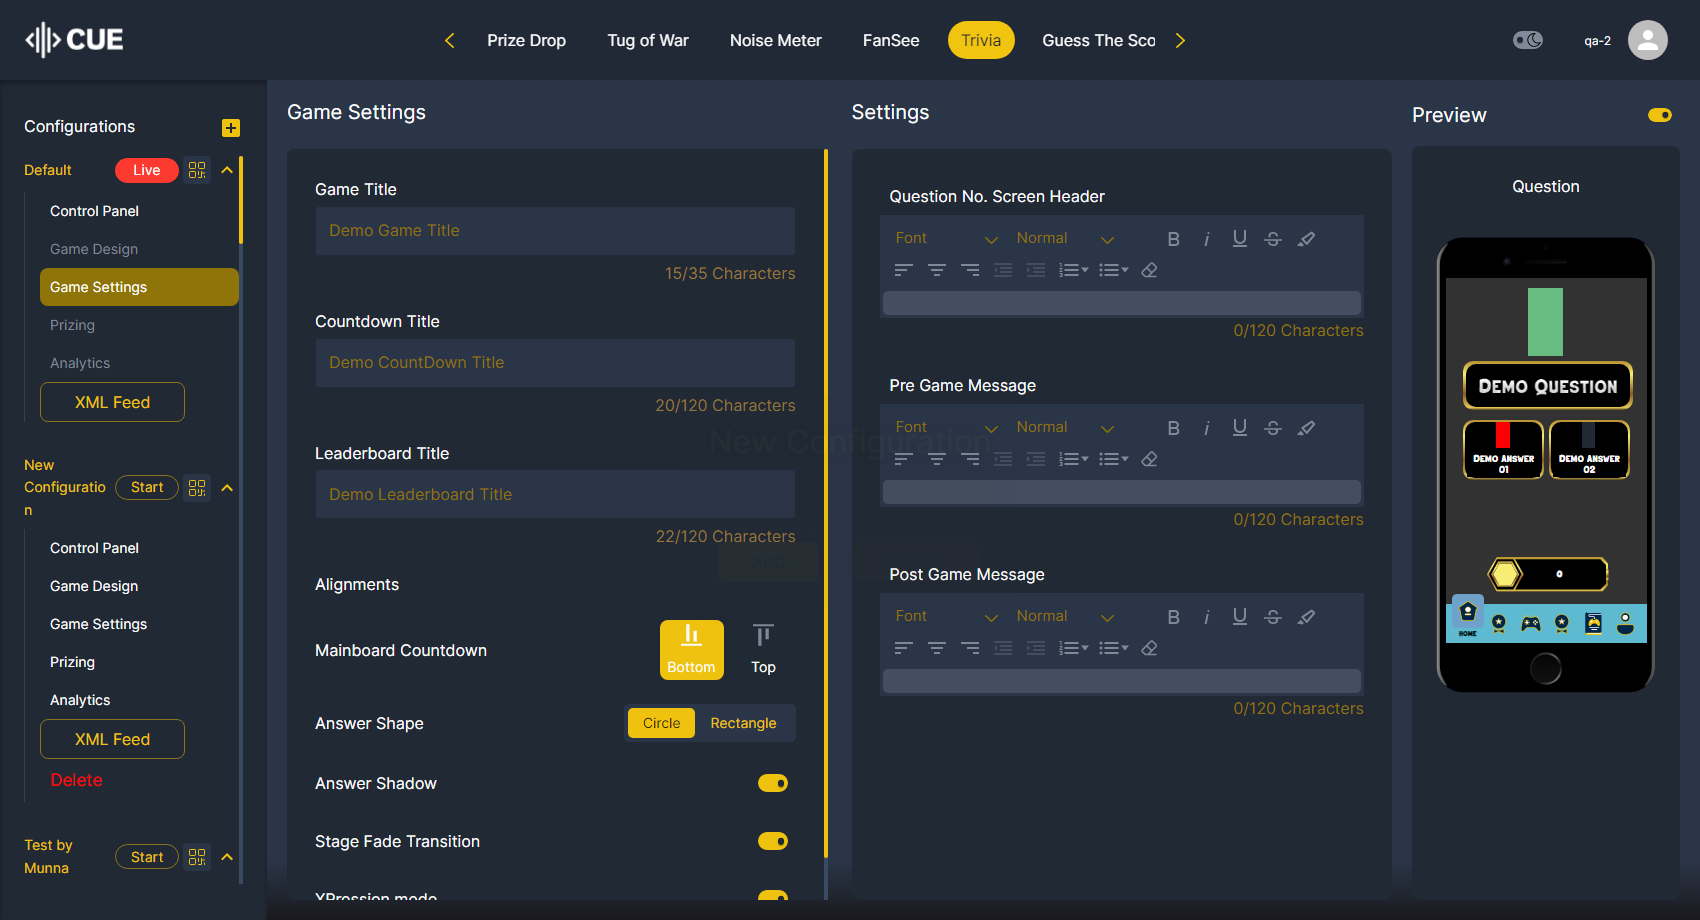 CUE
Prize Drop
Tug of War
Noise Meter
FanSee
Trivia
Guess The Sco
qa-2
Configurations
Default
Live
Control Panel
Game Design
Game Settings
Prizing
Analytics
XML Feed
New
Configuratio
n
Start
Control Panel
Game Design
Game Settings
Prizing
Analytics
XML Feed
Delete
Test by
Munna
Start
Game Settings
Game Title
Demo Game Title
15/35 Characters
Countdown Title
Demo CountDown Title
20/120 Characters
Leaderboard Title
Demo Leaderboard Title
22/120 Characters
Alignments
Mainboard Countdown
Bottom
Top
Answer Shape
Circle
Rectangle
Answer Shadow
Stage Fade Transition
XPression mode
New Configuration
Settings
Question No. Screen Header
Font
Normal
0/120 Characters
Pre Game Message
Font
Normal
0/120 Characters
Post Game Message
Font
Normal
0/120 Characters
Preview
Question
Demo Question
Demo Answer
01
Demo Answer
02
0
HOME